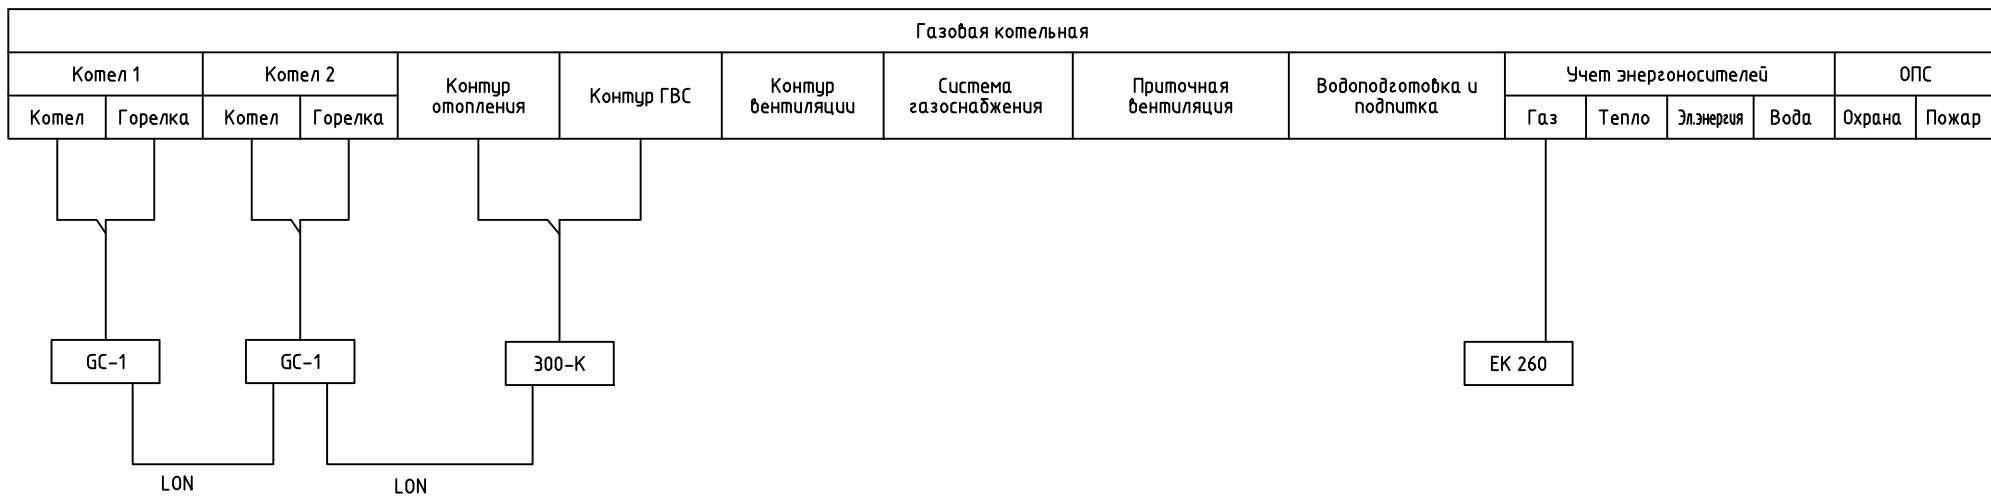 Газовая котельная
Котел 1
Котел 2
Контур
отопления
Контур ГВС
Контур
вентиляции
Система
газоснабжения
Приточная
вентиляция
Водоподготовка и
подпитка
Учет энергоносителей
ОПС
Котел
Горелка
Котел
Горелка
Газ
Тепло
Эл.энергия
Вода
Охрана
Пожар
GC-1
GC-1
300-К
ЕК 260
LON
LON